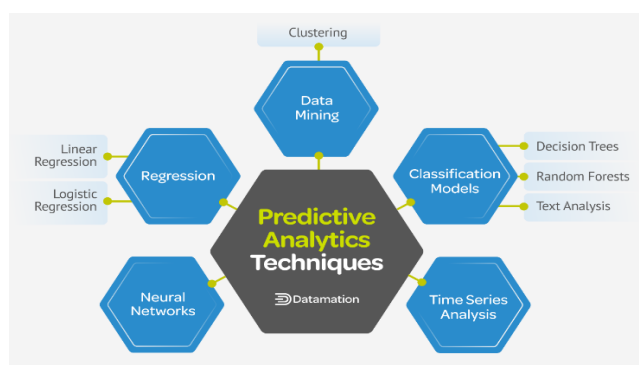 Clustering
Data
Mining
Linear
Regression
Logistic
Regression
Regression
Classification
Models
Decision Trees
Random Forests
Text Analysis
Predictive
Analytics
Techniques
Datamation
Neural
Networks
Time Series
Analysis